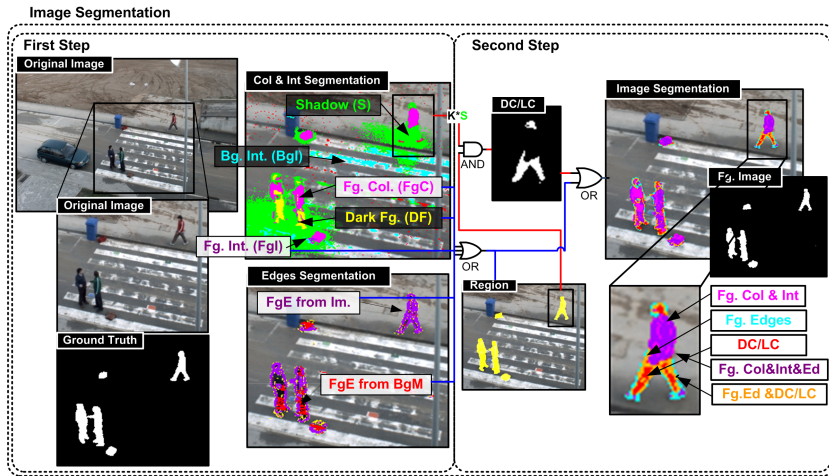 Image Segmentation
First Step
Original Image
Original Image
Ground Truth
Col & Int Segmentation
Shadow (S)
Bg. Int. (BgI)
Fg. Col. (FgC)
Dark Fg. (DF)
Fg. Int. (FgI)
Edges Segmentation
FgE from Im.
FgE from BgM
Second Step
K*S
AND
OR
DC/LC
Region
OR
Image Segmentation
Fg. Image
Fg. Col & Int
Fg. Edges
DC/LC
Fg. Col&Int&Ed
Fg.Ed &DC/LC